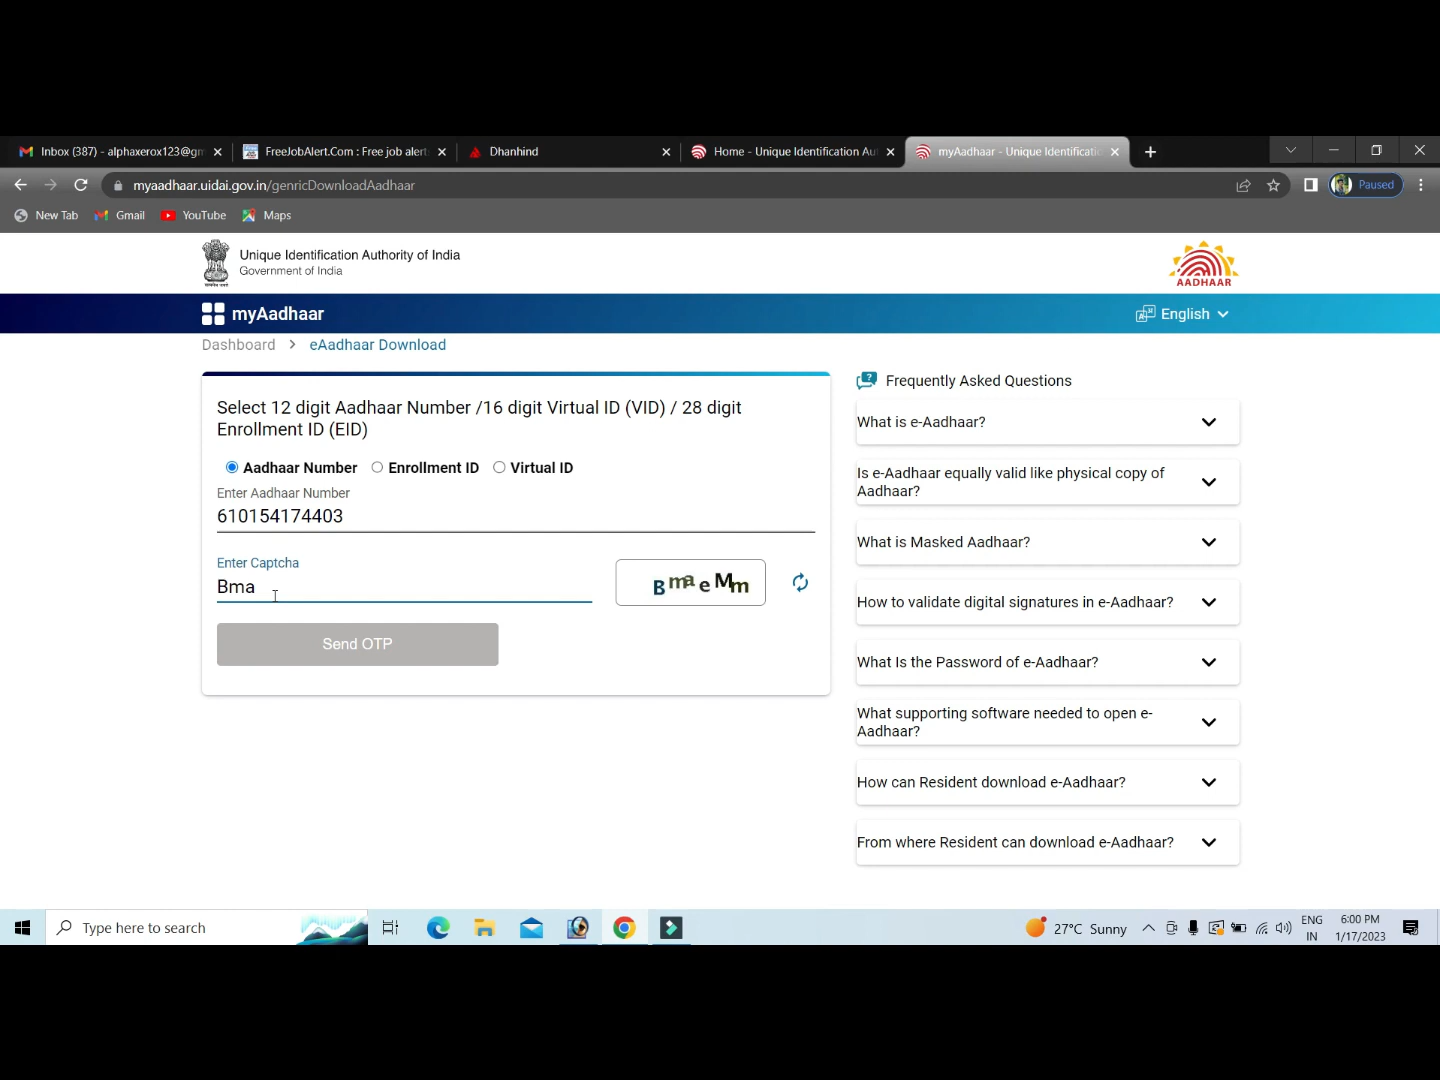 Inbox (387) - alphaxerox123@gm
FreeJobAlert.Com : Free job alert
Dhanhind
Home - Unique Identification Aut
myAadhaar - Unique Identificatio
myaadhaar.uidai.gov.in/genricDownloadAadhaar
Paused
New Tab
Gmail
YouTube
Maps
Unique Identification Authority of India
Government of India
AADHAAR
myAadhaar
English
Dashboard > eAadhaar Download
Select 12 digit Aadhaar Number /16 digit Virtual ID (VID) / 28 digit
Enrollment ID (EID)
Aadhaar Number
Enrollment ID
Virtual ID
Enter Aadhaar Number
610154174403
Enter Captcha
Bma
BmaeMm
Send OTP
Frequently Asked Questions
What is e-Aadhaar?
Is e-Aadhaar equally valid like physical copy of
Aadhaar?
What is Masked Aadhaar?
How to validate digital signatures in e-Aadhaar?
What Is the Password of e-Aadhaar?
What supporting software needed to open e-
Aadhaar?
How can Resident download e-Aadhaar?
From where Resident can download e-Aadhaar?
Type here to search
27°C Sunny
ENG
IN
6:00 PM
1/17/2023